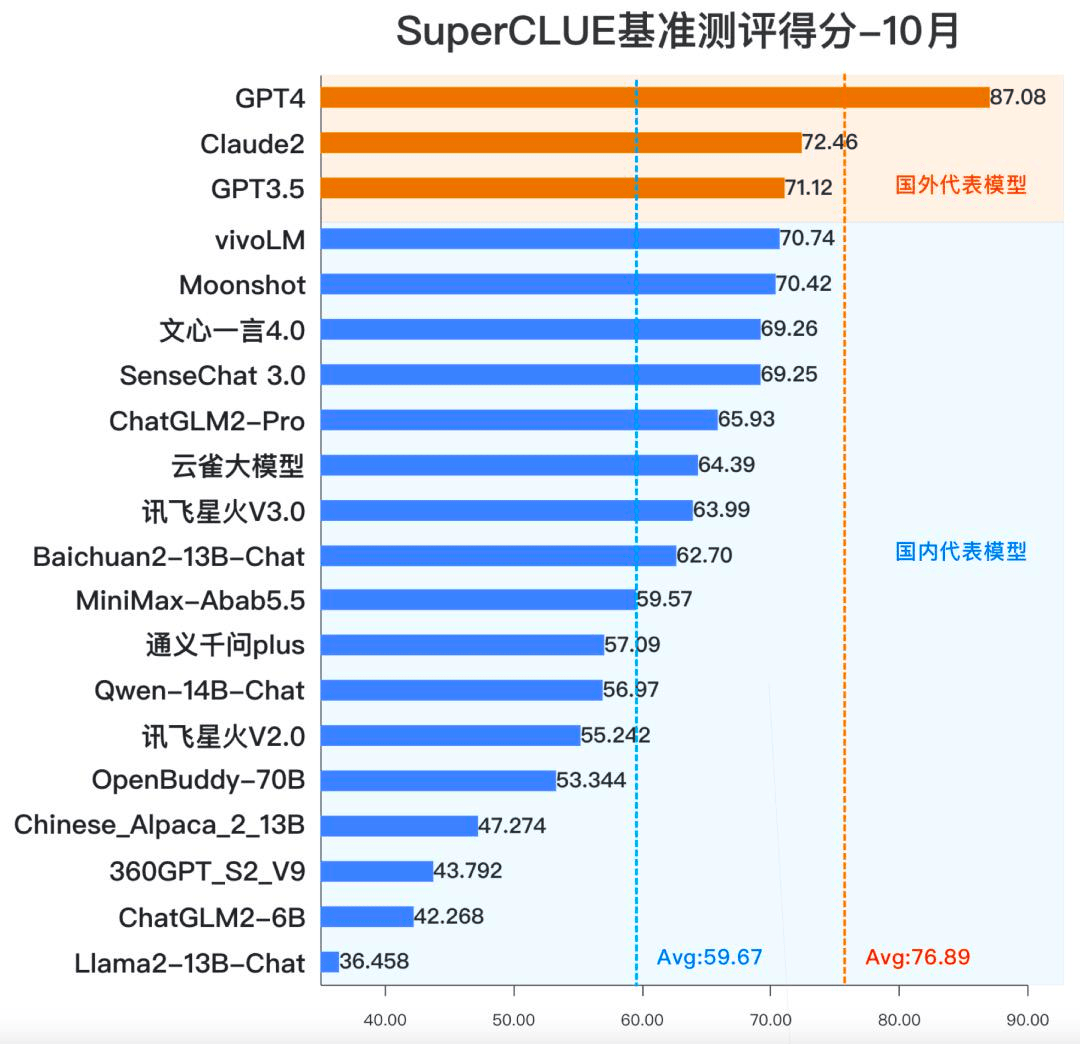 SuperCLUE基准测评得分-10月
GPT4 87.08
Claude2 72.46
GPT3.5 71.12
国外代表模型
vivoLM 70.74
Moonshot 70.42
文心一言4.0 69.26
SenseChat 3.0 69.25
ChatGLM2-Pro 65.93
云雀大模型 64.39
讯飞星火V3.0 63.99
Baichuan2-13B-Chat 62.70
国内代表模型
MiniMax-Abab5.5 59.57
通义千问plus 57.09
Qwen-14B-Chat 56.97
讯飞星火V2.0 55.242
OpenBuddy-70B 53.344
Chinese_Alpaca_2_13B 47.274
360GPT_S2_V9 43.792
ChatGLM2-6B 42.268
Llama2-13B-Chat 36.458
Avg:59.67 Avg:76.89
40.00 50.00 60.00 70.00 80.00 90.00